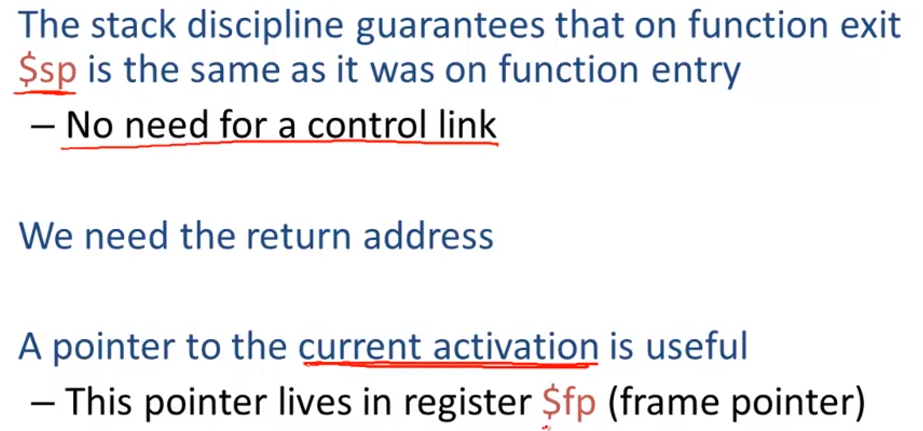 The stack discipline guarantees that on function exit
$sp is the same as it was on function entry
– No need for a control link
We need the return address
A pointer to the current activation is useful
– This pointer lives in register $fp (frame pointer)